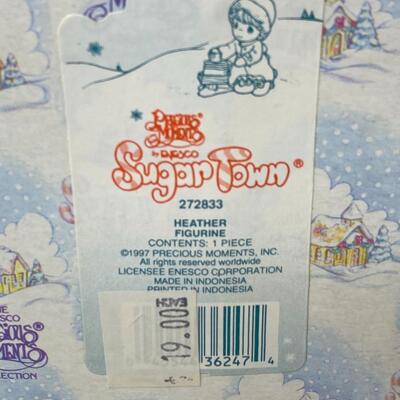 PRECIOUS
MOMENTS
by ENESCO
Sugar Town®
272833
HEATHER
FIGURINE
CONTENTS: 1 PIECE
©1997 PRECIOUS MOMENTS, INC.
All rights reserved worldwide
LICENSEE ENESCO CORPORATION
MADE IN INDONESIA
PRINTED IN INDONESIA
19.00
36247 4